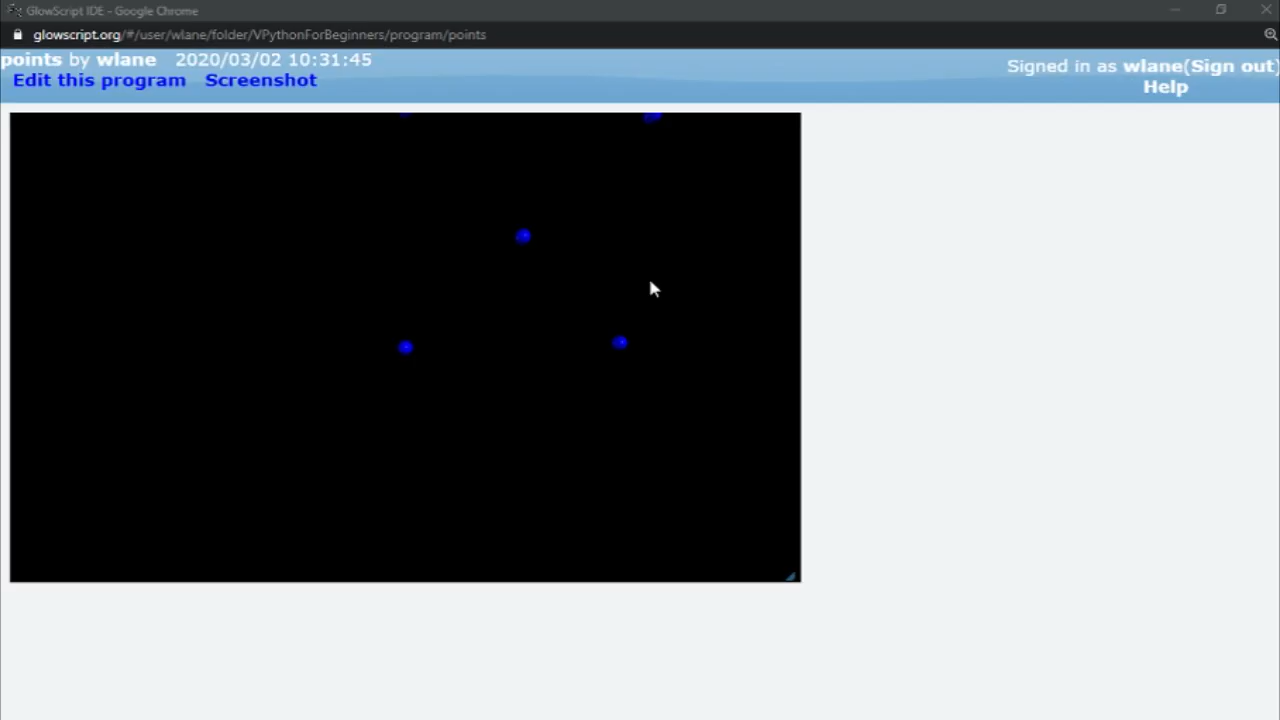 GlowScript IDE - Google Chrome
glowscript.org/#/user/wlane/folder/VPythonForBeginners/program/points
points by wlane 2020/03/02 10:31:45
Signed in as wlane(Sign out)
Edit this program Screenshot
Help